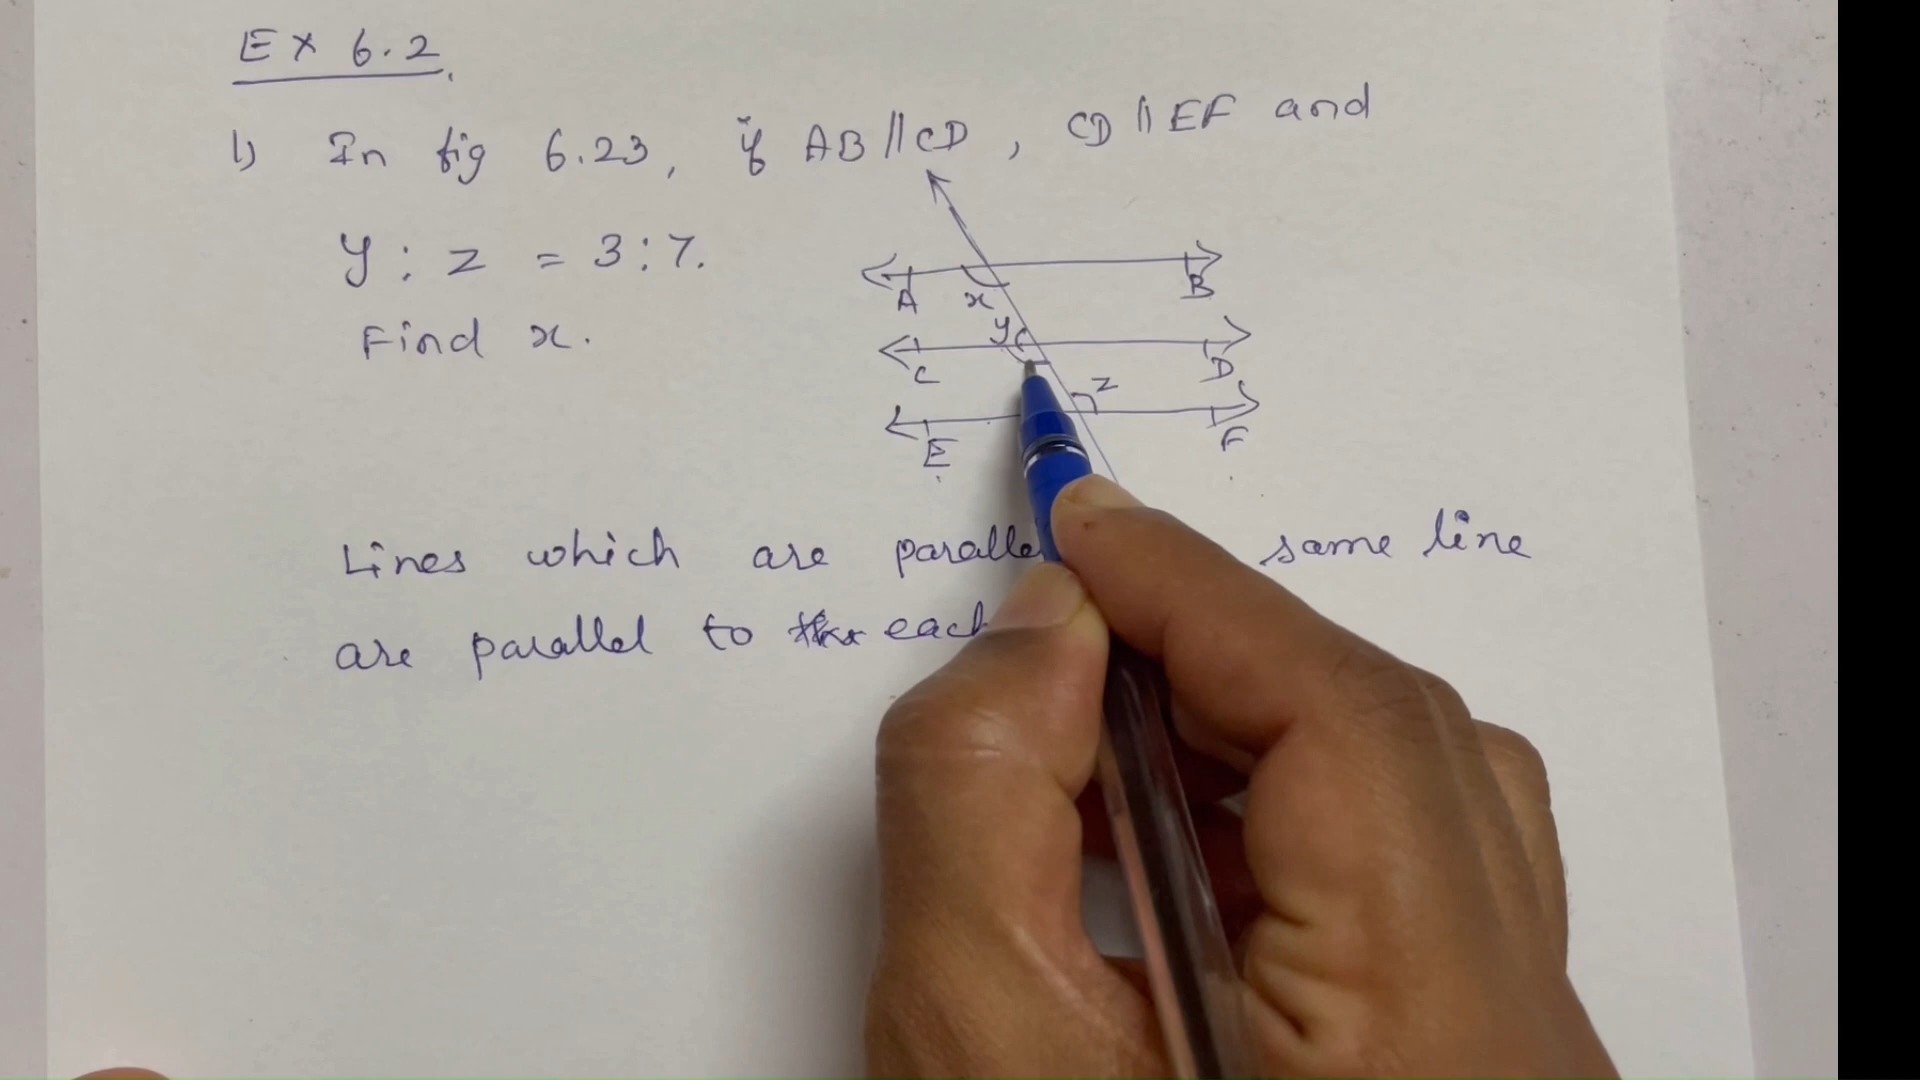 Ex 6.2
1) In fig 6.23, if AB // CD, CD // EF and
y : z = 3 : 7.
Find x.
A x B
y
C D
z
E F
Lines which are paralle same line
are parallel to each